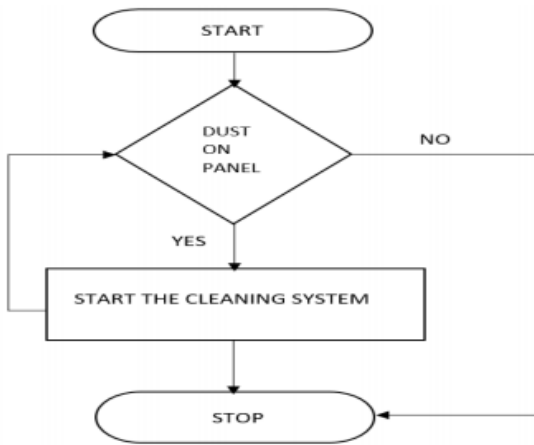 START
DUST
ON
PANEL
NO
YES
START THE CLEANING SYSTEM
STOP